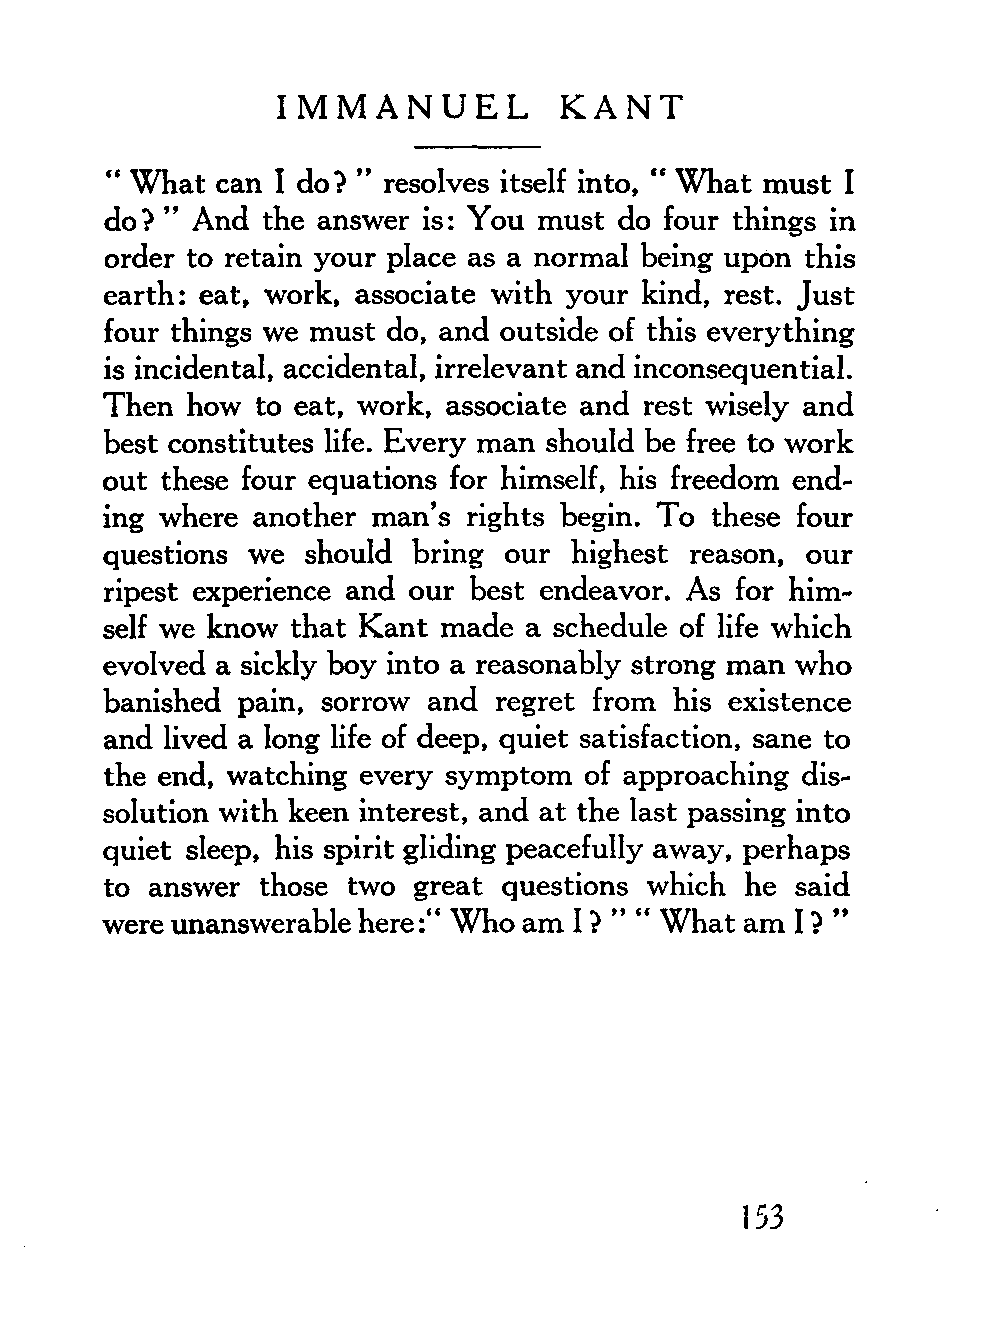 IMMANUEL KANT
“ What can I do? ” resolves itself into, “ What must I
do? ” And the answer is: You must do four things in
order to retain your place as a normal being upon this
earth: eat, work, associate with your kind, rest. Just
four things we must do, and outside of this everything
is incidental, accidental, irrelevant and inconsequential.
Then how to eat, work, associate and rest wisely and
best constitutes life. Every man should be free to work
out these four equations for himself, his freedom end-
ing where another man’s rights begin. To these four
questions we should bring our highest reason, our
ripest experience and our best endeavor. As for him-
self we know that Kant made a schedule of life which
evolved a sickly boy into a reasonably strong man who
banished pain, sorrow and regret from his existence
and lived a long life of deep, quiet satisfaction, sane to
the end, watching every symptom of approaching dis-
solution with keen interest, and at the last passing into
quiet sleep, his spirit gliding peacefully away, perhaps
to answer those two great questions which he said
were unanswerable here:“ Who am I ? ” “ What am I ? ”
153